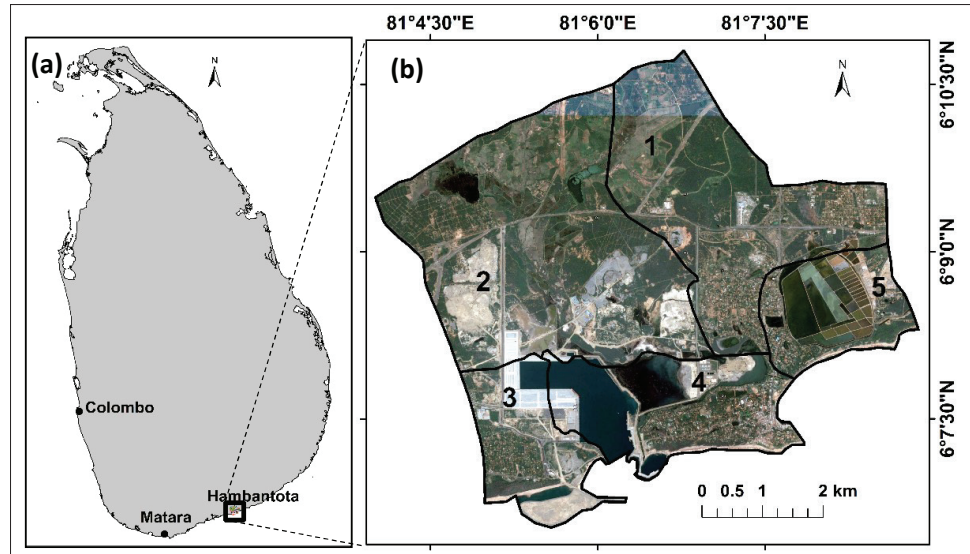 81°4'30"E 81°6'0"E 81°7'30"E
(a)
N
Colombo
Hambantota
Matara
(b)
N
6°10'30"N
6°9'0"N
6°7'30"N
1
2
3
4
5
0 0.5 1 2 km